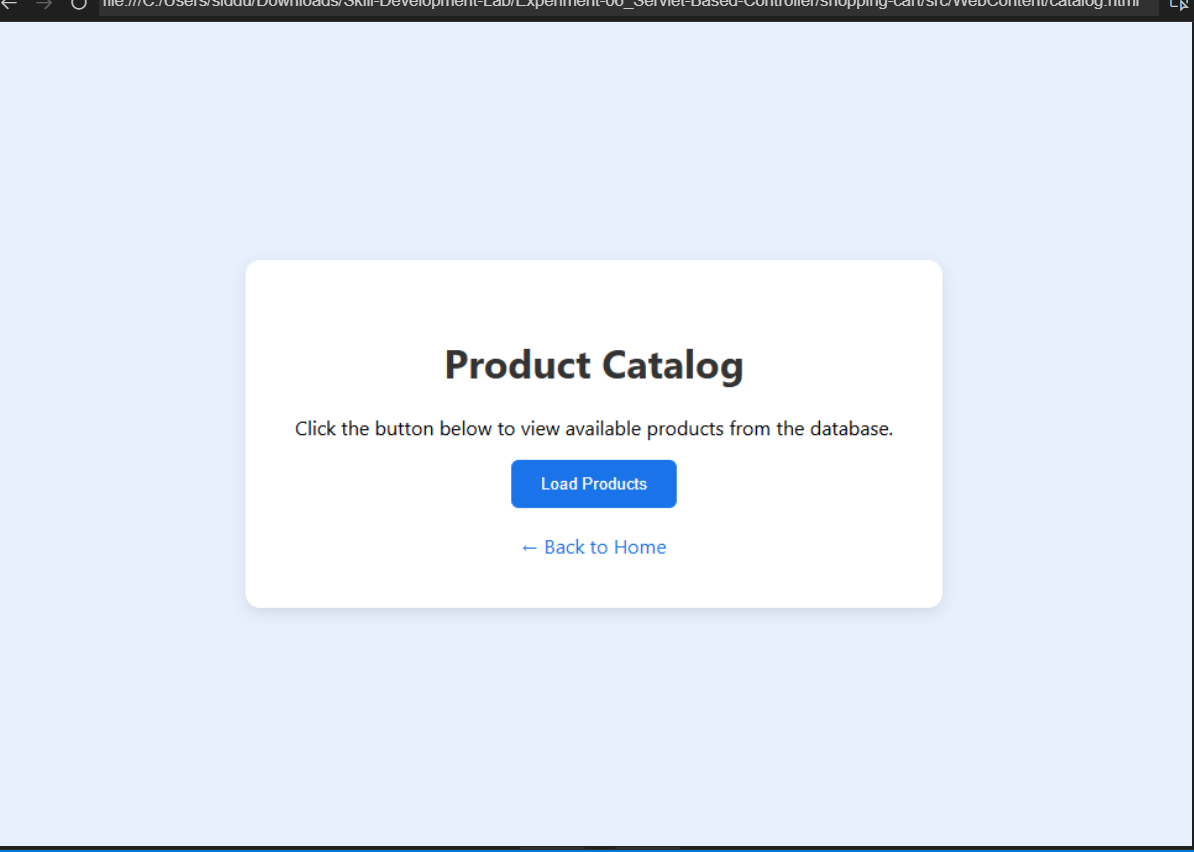 file:///C:/Users/siddu/Downloads/Skill-Development-Lab/Experiment-06_Servlet-Based-Controller/shopping-cart/src/WebContent/catalog.html
Product Catalog
Click the button below to view available products from the database.
Load Products
← Back to Home